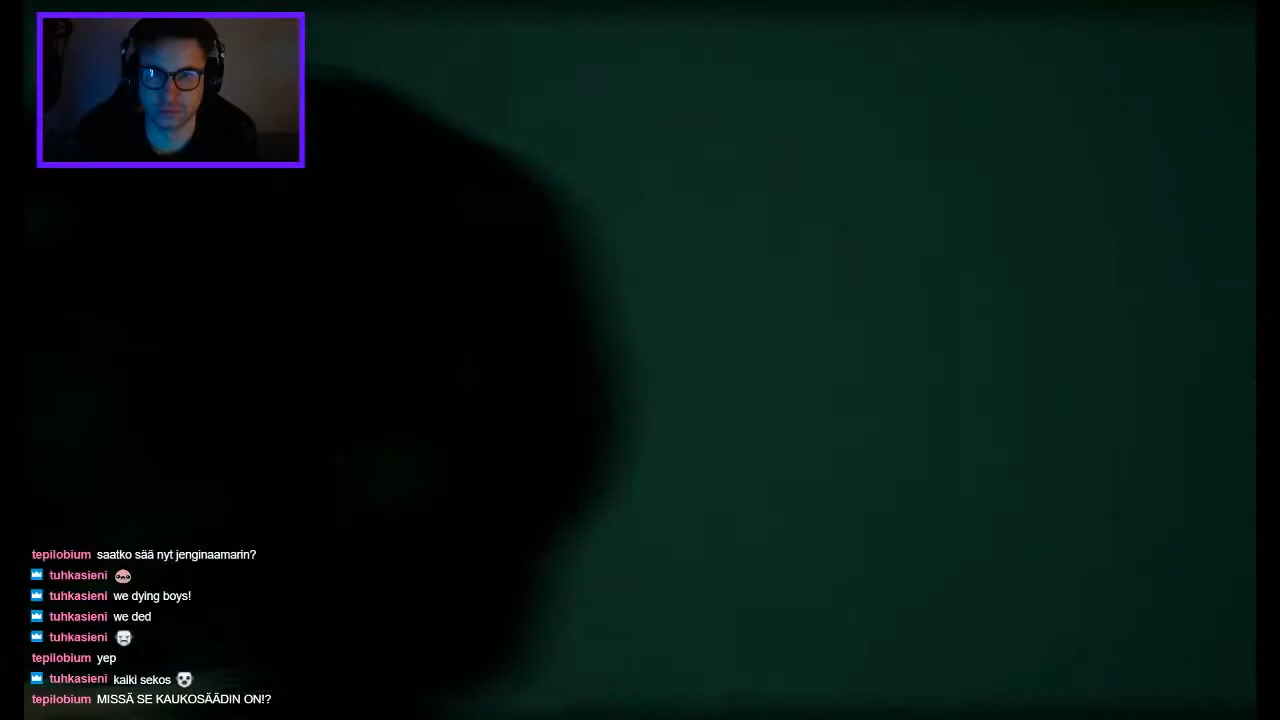 tepilobium saatko sää nyt jenginaamarin?
tuhkasieni
tuhkasieni we dying boys!
tuhkasieni we ded
tuhkasieni
tepilobium yep
tuhkasieni kaiki sekos
tepilobium MISSÄ SE KAUKOSÄÄDIN ON!?